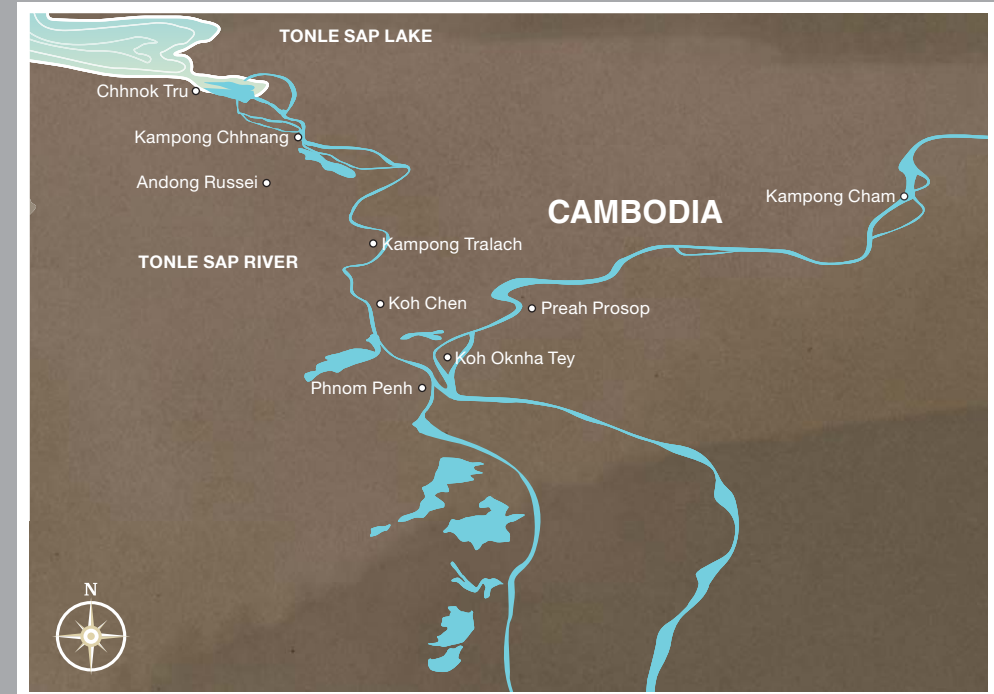 TONLE SAP LAKE
Chhnok Tru
Kampong Chhnang
Andong Russei
Kampong Cham
CAMBODIA
Kampong Tralach
TONLE SAP RIVER
Koh Chen
Preah Prosop
Koh Oknha Tey
Phnom Penh
N